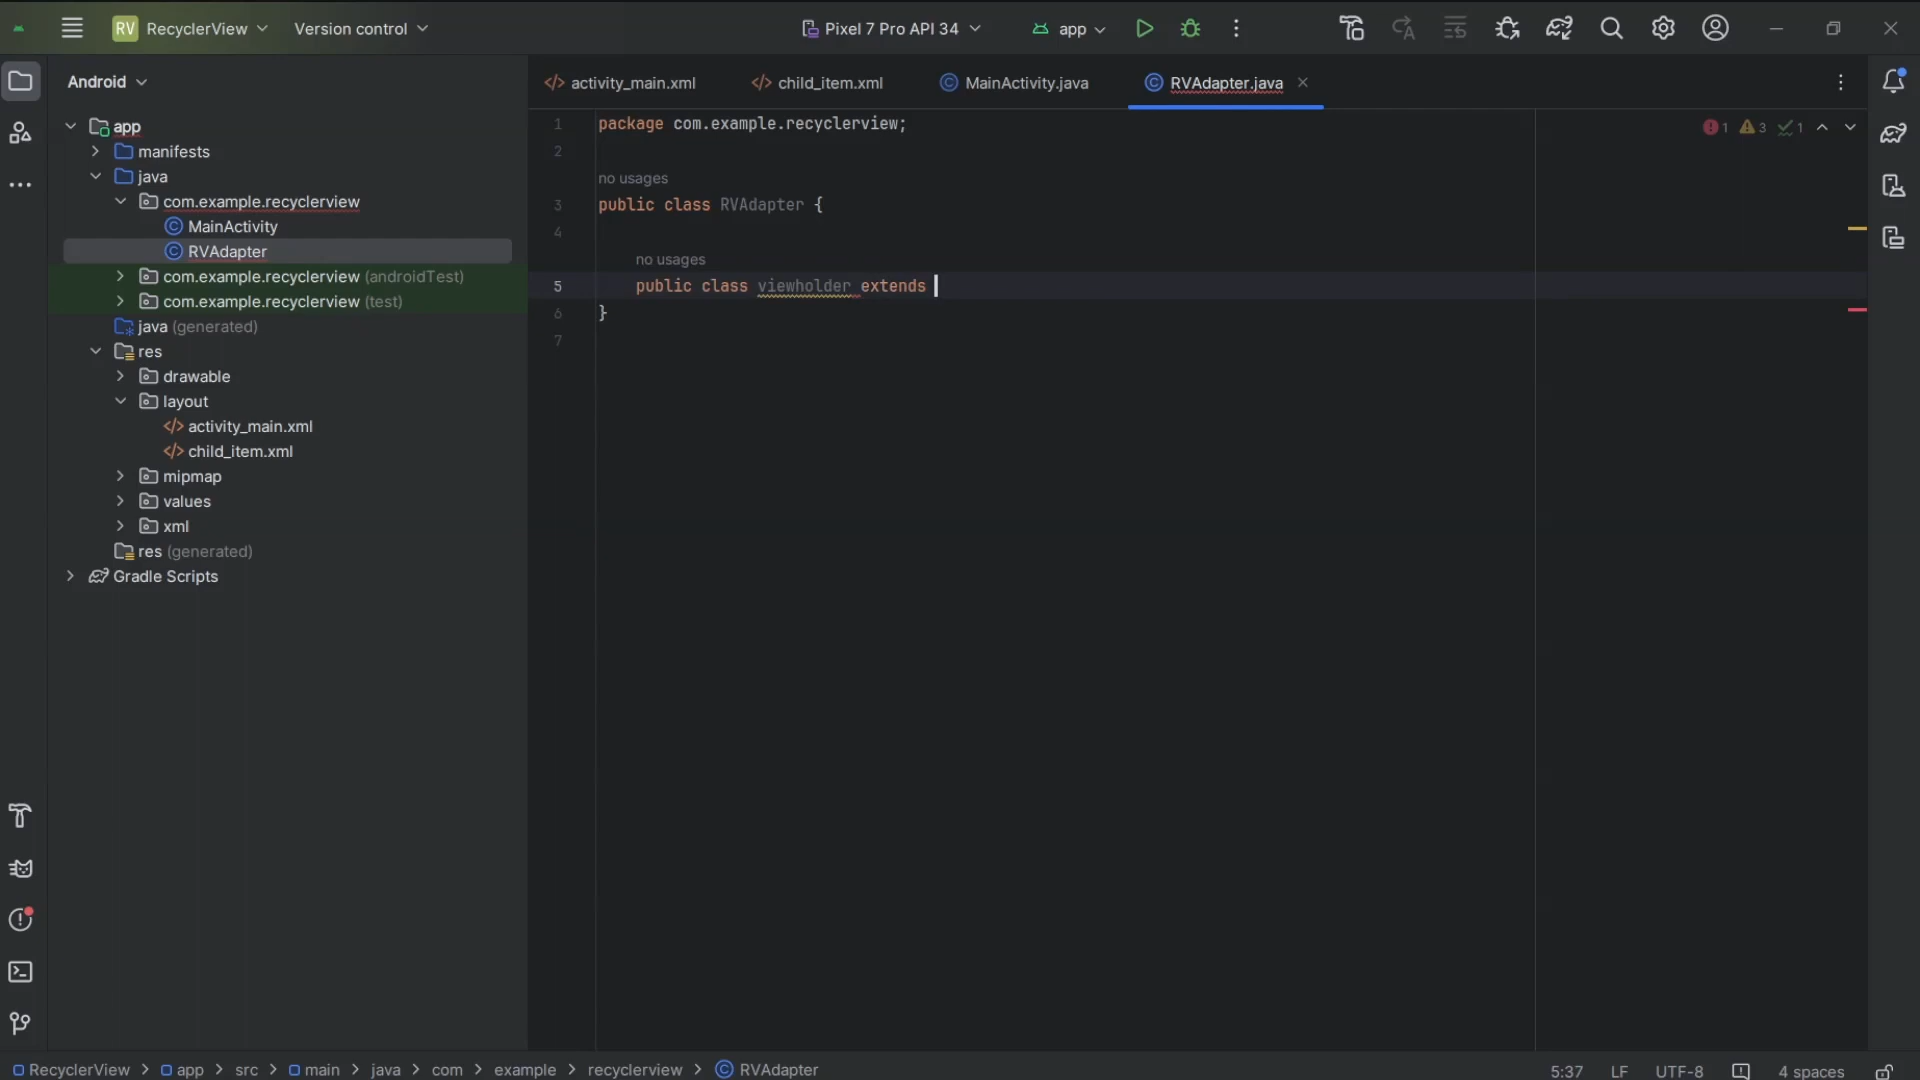 RV RecyclerView Version control Pixel 7 Pro API 34 app
Android
app
manifests
java
com.example.recyclerview
MainActivity
RVAdapter
com.example.recyclerview (androidTest)
com.example.recyclerview (test)
java (generated)
res
drawable
layout
activity_main.xml
child_item.xml
mipmap
values
xml
res (generated)
Gradle Scripts
activity_main.xml child_item.xml MainActivity.java RVAdapter.java
1 3 1
1 package com.example.recyclerview;
2
no usages
3 public class RVAdapter {
4
no usages
5 public class viewholder extends
6 }
7
RecyclerView > app > src > main > java > com > example > recyclerview > RVAdapter 5:37 LF UTF-8 4 spaces